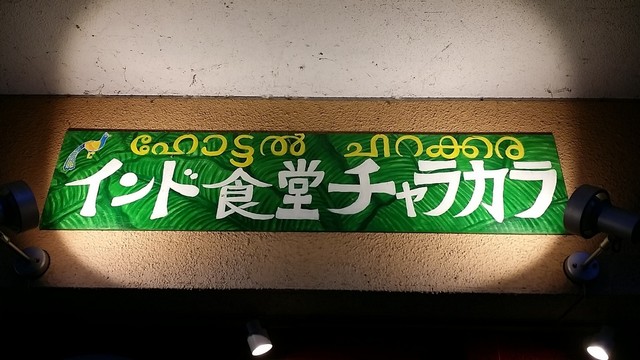 ഹോട്ടൽ ചിറക്കര
インド食堂チャラカラ